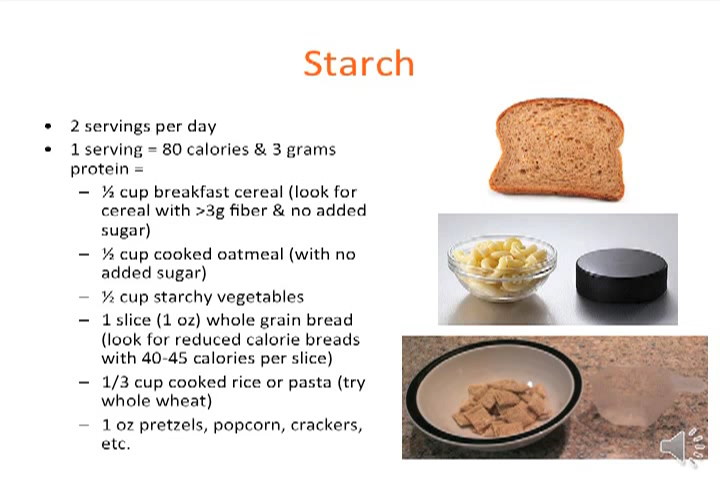 Starch
• 2 servings per day
• 1 serving = 80 calories & 3 grams
protein =
– ½ cup breakfast cereal (look for
cereal with >3g fiber & no added
sugar)
– ½ cup cooked oatmeal (with no
added sugar)
– ½ cup starchy vegetables
– 1 slice (1 oz) whole grain bread
(look for reduced calorie breads
with 40-45 calories per slice)
– 1/3 cup cooked rice or pasta (try
whole wheat)
– 1 oz pretzels, popcorn, crackers,
etc.